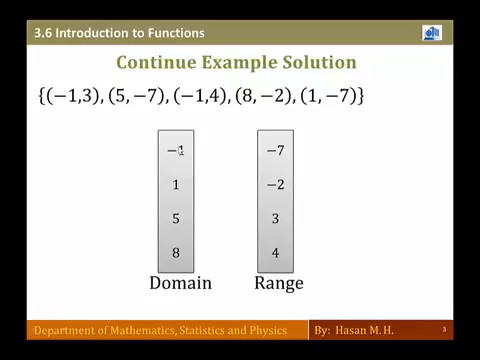 3.6 Introduction to Functions
Continue Example Solution
{(−1,3), (5, −7), (−1,4), (8, −2), (1, −7)}
−1 −7
1 −2
5 3
8 4
Domain Range
Department of Mathematics, Statistics and Physics By: Hasan M. H. 3